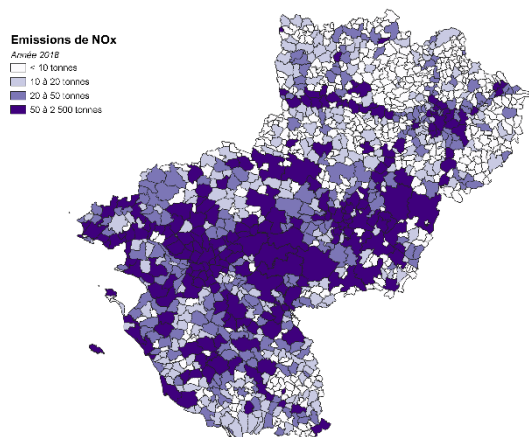 Emissions de NOx
Année 2018
< 10 tonnes
10 à 20 tonnes
20 à 50 tonnes
50 à 2 500 tonnes